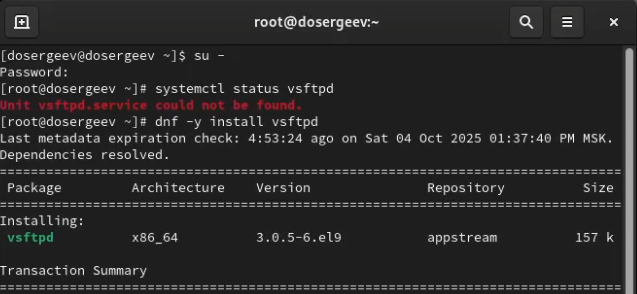 root@dosergeev:~
[dosergeev@dosergeev ~]$ su -
Password:
[root@dosergeev ~]# systemctl status vsftpd
Unit vsftpd.service could not be found.
[root@dosergeev ~]# dnf -y install vsftpd
Last metadata expiration check: 4:53:24 ago on Sat 04 Oct 2025 01:37:40 PM MSK.
Dependencies resolved.
================================================================================
Package Architecture Version Repository Size
================================================================================
Installing:
vsftpd x86_64 3.0.5-6.el9 appstream 157 k
Transaction Summary
================================================================================